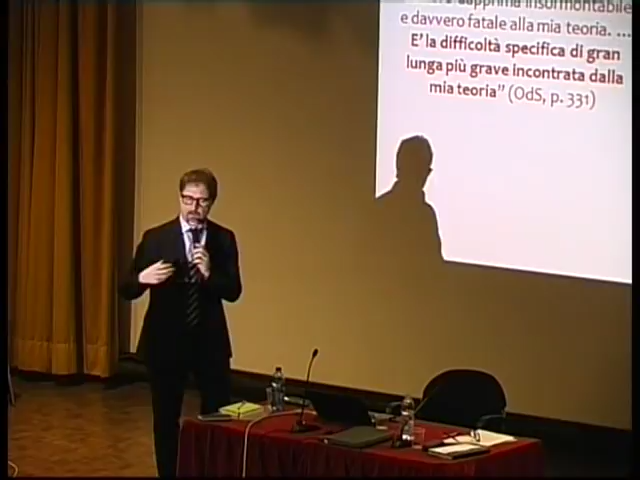 insormontabile
e davvero fatale alla mia teoria. ...
E' la difficoltà specifica di gran
lunga più grave incontrata dalla
mia teoria" (OdS, p. 331)